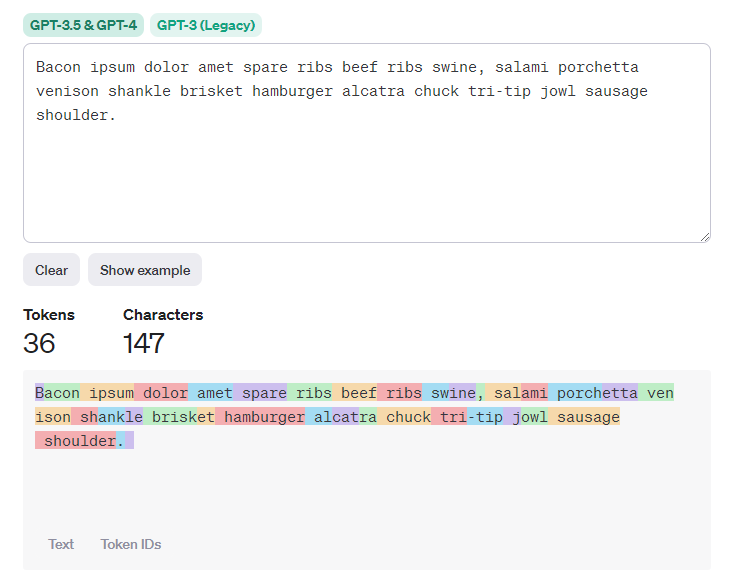 GPT-3.5 & GPT-4 GPT-3 (Legacy)
Bacon ipsum dolor amet spare ribs beef ribs swine, salami porchetta
venison shankle brisket hamburger alcatra chuck tri-tip jowl sausage
shoulder.
Clear Show example
Tokens Characters
36 147
Bacon ipsum dolor amet spare ribs beef ribs swine, salami porchetta ven
ison shankle brisket hamburger alcatra chuck tri-tip jowl sausage
shoulder.
Text Token IDs